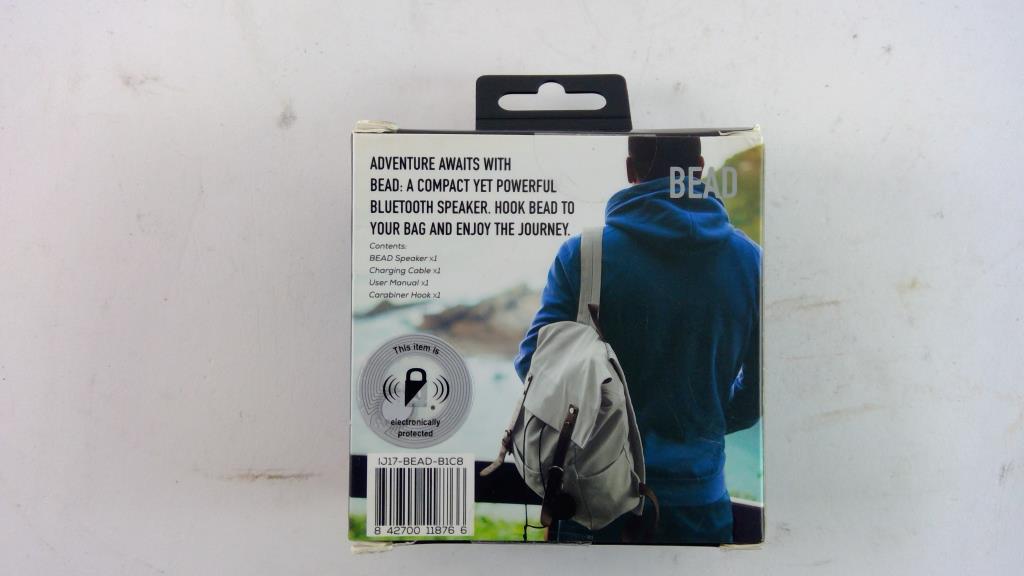 ADVENTURE AWAITS WITH
BEAD: A COMPACT YET POWERFUL
BLUETOOTH SPEAKER. HOOK BEAD TO
YOUR BAG AND ENJOY THE JOURNEY.
Contents:
BEAD Speaker x1
Charging Cable x1
User Manual x1
Carabiner Hook x1
BEAD
This item is
electronically
protected
IJ17-BEAD-B1C8
8 42700 11876 6